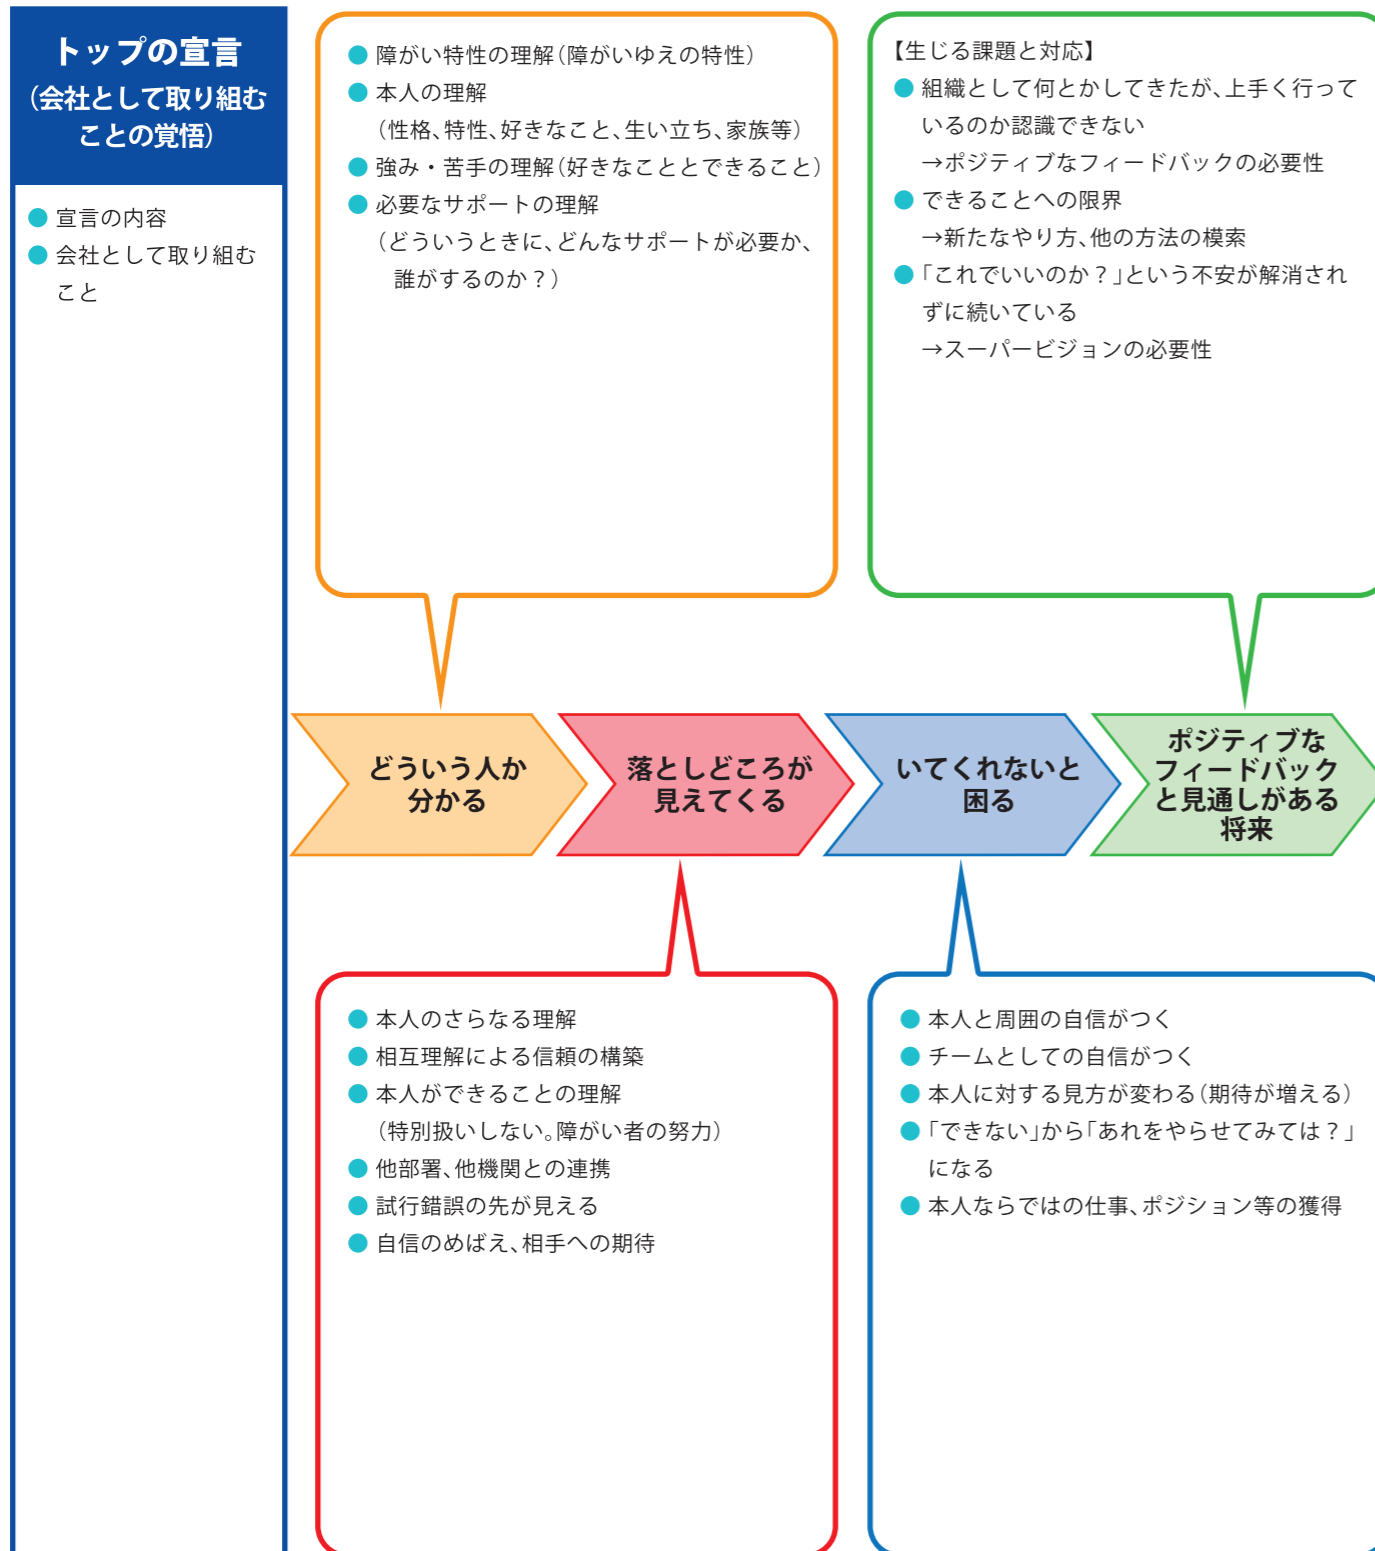 トップの宣言
（会社として取り組む
ことの覚悟）
● 宣言の内容
● 会社として取り組む
こと
● 障がい特性の理解（障がいゆえの特性）
● 本人の理解
（性格、特性、好きなこと、生い立ち、家族等）
● 強み・苦手の理解（好きなこととできること）
● 必要なサポートの理解
（どういうときに、どんなサポートが必要か、
誰がするのか？）
【生じる課題と対応】
● 組織として何とかしてきたが、上手く行って
いるのか認識できない
→ポジティブなフィードバックの必要性
● できることへの限界
→新たなやり方、他の方法の模索
● 「これでいいのか？」という不安が解消され
ずに続いている
→スーパービジョンの必要性
どういう人か
分かる
落としどころが
見えてくる
いてくれないと
困る
ポジティブな
フィードバック
と見通しがある
将来
● 本人のさらなる理解
● 相互理解による信頼の構築
● 本人ができることの理解
（特別扱いしない。障がい者の努力）
● 他部署、他機関との連携
● 試行錯誤の先が見える
● 自信のめばえ、相手への期待
● 本人と周囲の自信がつく
● チームとしての自信がつく
● 本人に対する見方が変わる（期待が増える）
● 「できない」から「あれをやらせてみては？」
になる
● 本人ならではの仕事、ポジション等の獲得